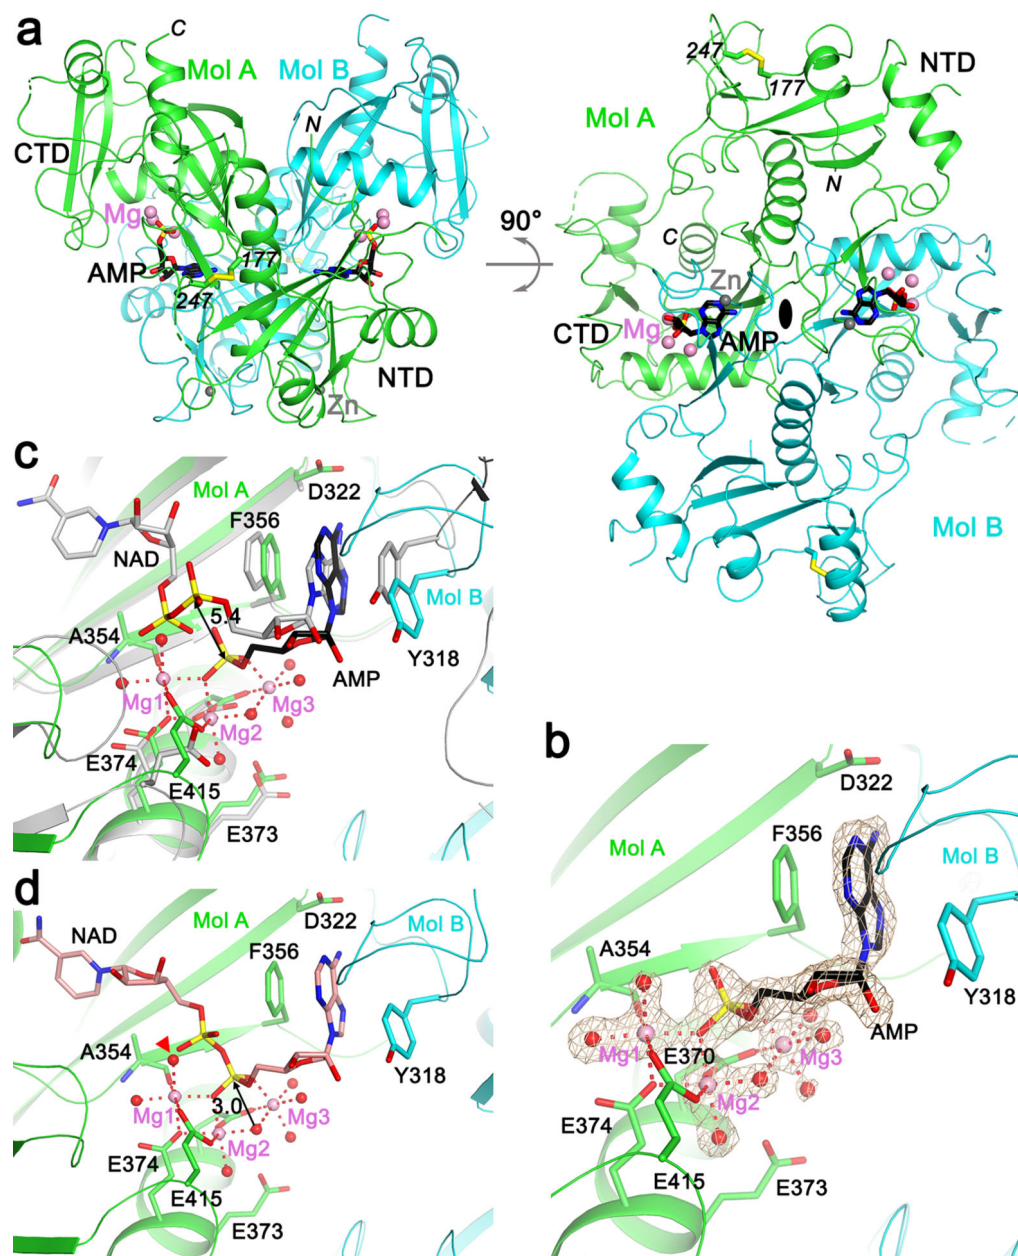 a
C
Mol A
Mol B
N
CTD
Mg
AMP
177
247
NTD
Zn
90°
247
177
NTD
Mol A
N
C
Zn
CTD
Mg
AMP
Mol B
c
Mol A
D322
F356
NAD
Mol B
5.4
A354
Y318
AMP
Mg1
Mg3
Mg2
E374
E415
E373
b
D322
F356
Mol A
Mol B
A354
Y318
AMP
Mg1
E370
Mg3
Mg2
E374
E415
E373
d
NAD
Mol A
D322
Mol B
F356
A354
Y318
3.0
Mg1
Mg3
Mg2
E374
E415
E373